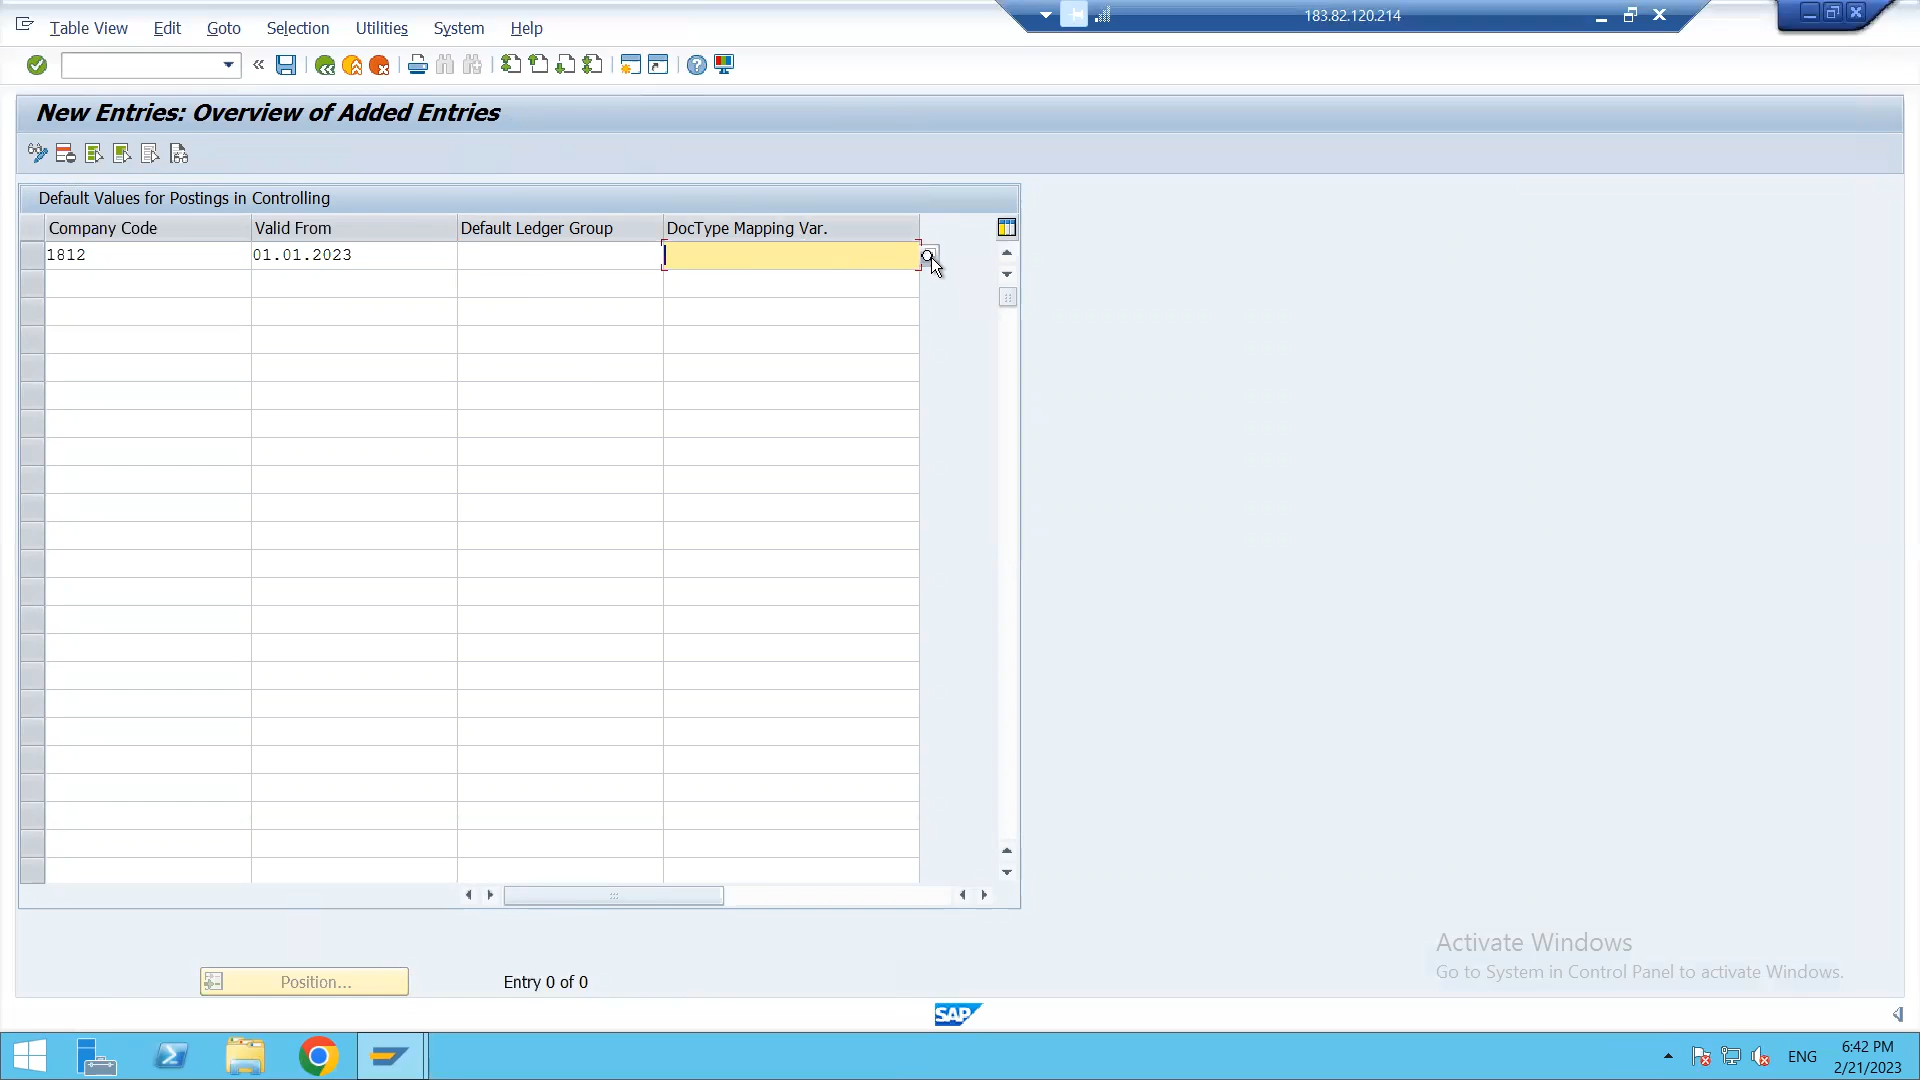 183.82.120.214
Table View Edit Goto Selection Utilities System Help
New Entries: Overview of Added Entries
Default Values for Postings in Controlling
Company Code Valid From Default Ledger Group DocType Mapping Var.
1812 01.01.2023
Position... Entry 0 of 0
Activate Windows
Go to System in Control Panel to activate Windows.
SAP
ENG
6:42 PM
2/21/2023